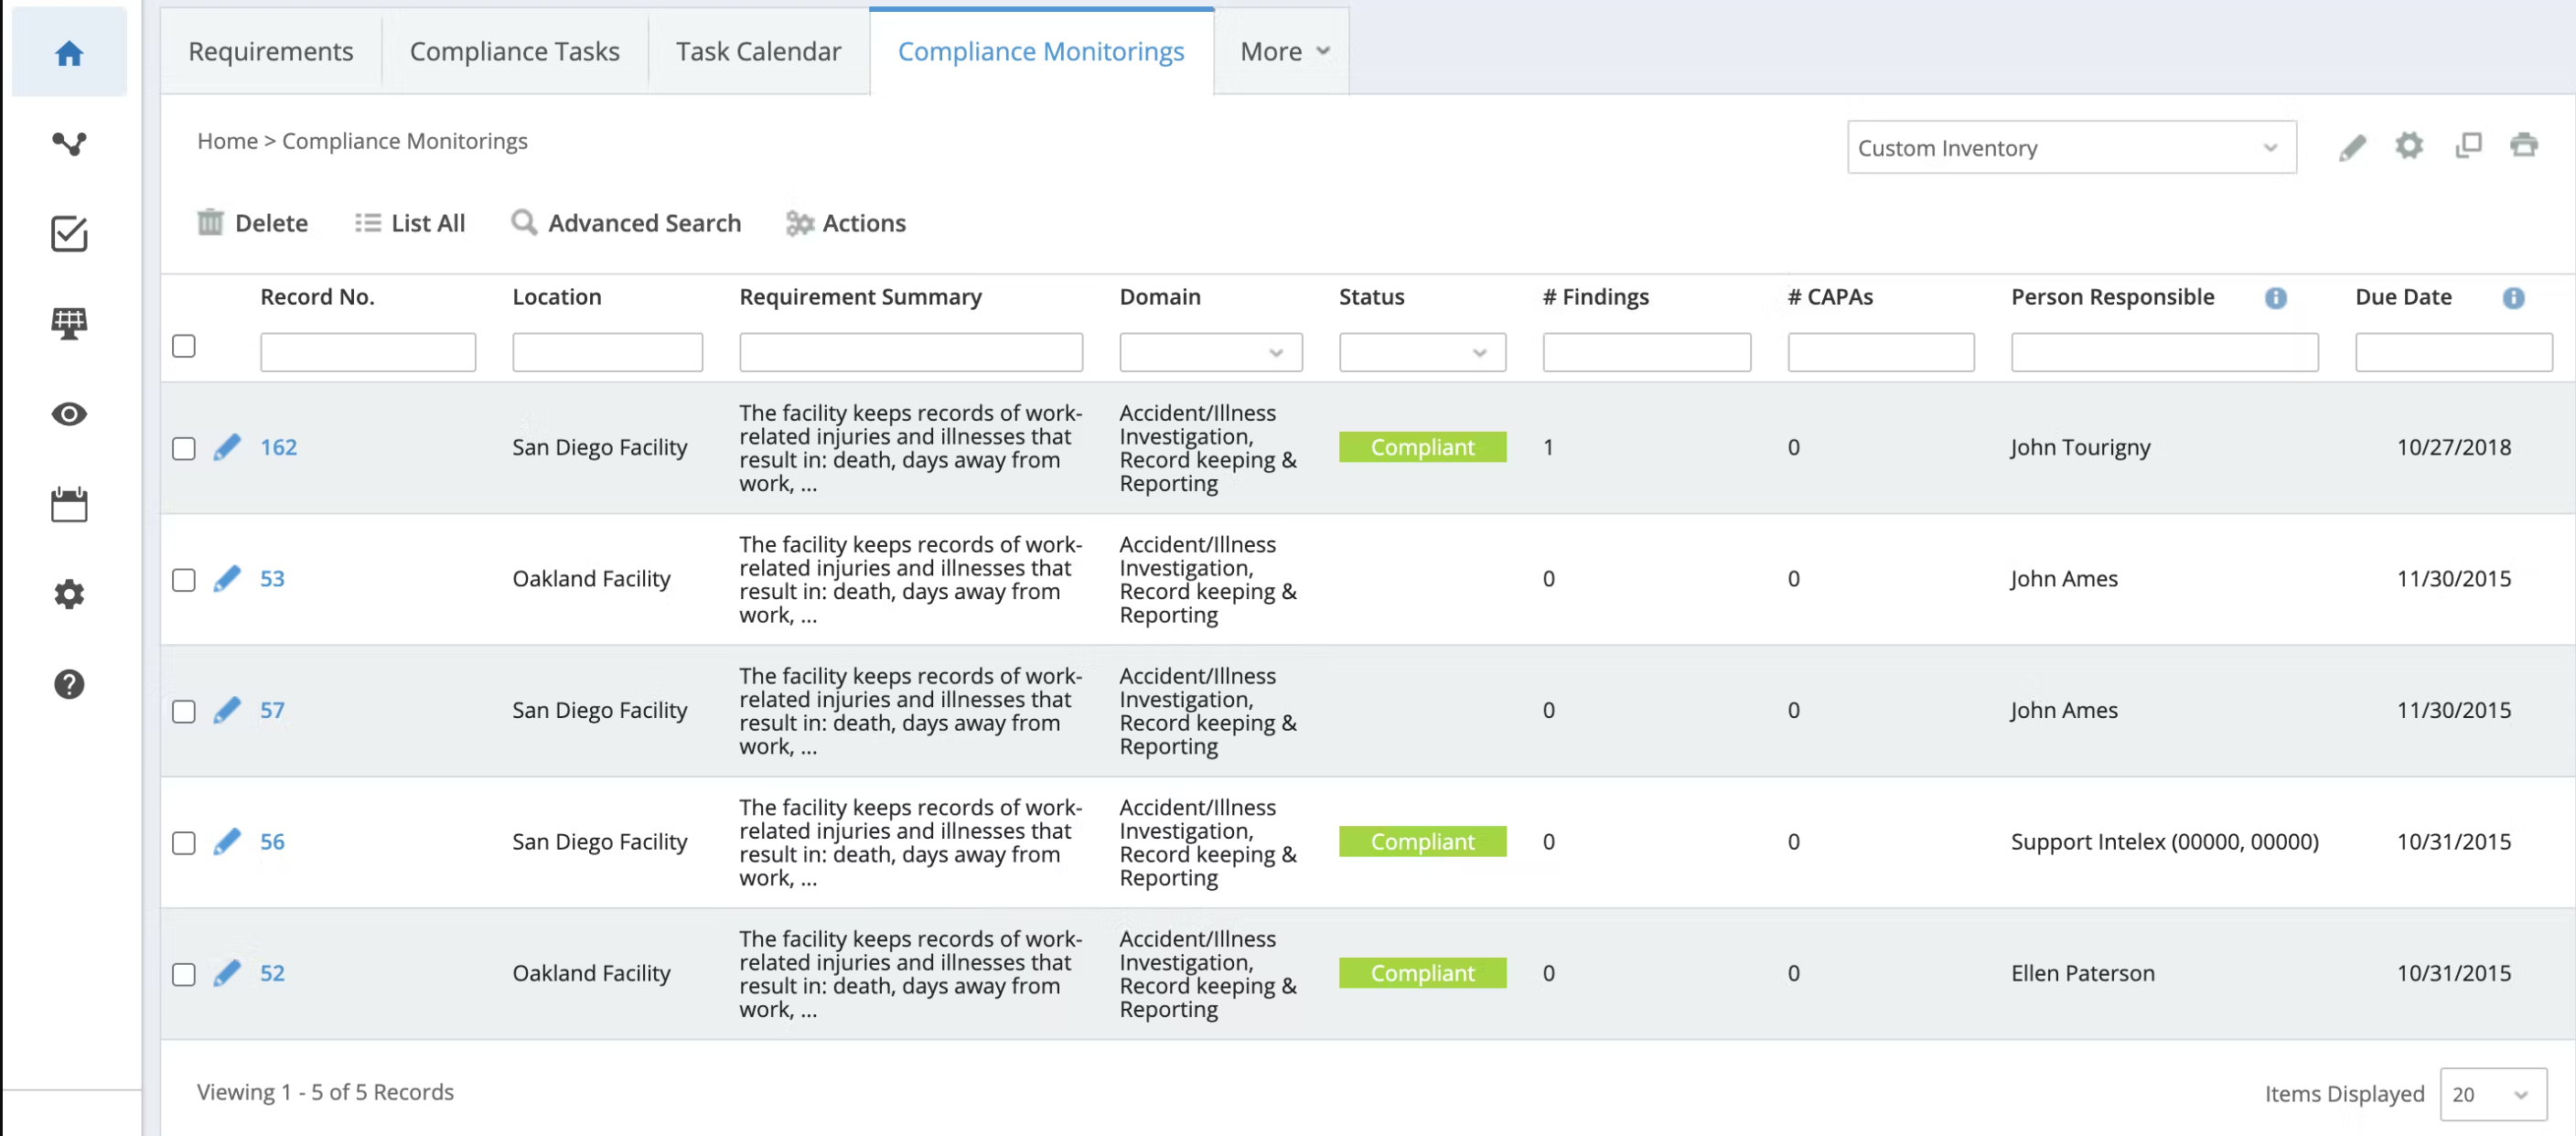 Requirements Compliance Tasks Task Calendar Compliance Monitorings More
Home > Compliance Monitorings
Custom Inventory
Delete List All Advanced Search Actions
Record No. Location Requirement Summary Domain Status # Findings # CAPAs Person Responsible Due Date
The facility keeps records of work-
related injuries and illnesses that
result in: death, days away from
work, ...
Accident/Illness
Investigation,
Record keeping &
Reporting
162 San Diego Facility Compliant 1 0 John Tourigny 10/27/2018
The facility keeps records of work-
related injuries and illnesses that
result in: death, days away from
work, ...
Accident/Illness
Investigation,
Record keeping &
Reporting
53 Oakland Facility 0 0 John Ames 11/30/2015
The facility keeps records of work-
related injuries and illnesses that
result in: death, days away from
work, ...
Accident/Illness
Investigation,
Record keeping &
Reporting
57 San Diego Facility 0 0 John Ames 11/30/2015
The facility keeps records of work-
related injuries and illnesses that
result in: death, days away from
work, ...
Accident/Illness
Investigation,
Record keeping &
Reporting
56 San Diego Facility Compliant 0 0 Support Intelex (00000, 00000) 10/31/2015
The facility keeps records of work-
related injuries and illnesses that
result in: death, days away from
work, ...
Accident/Illness
Investigation,
Record keeping &
Reporting
52 Oakland Facility Compliant 0 0 Ellen Paterson 10/31/2015
Viewing 1 - 5 of 5 Records
Items Displayed 20